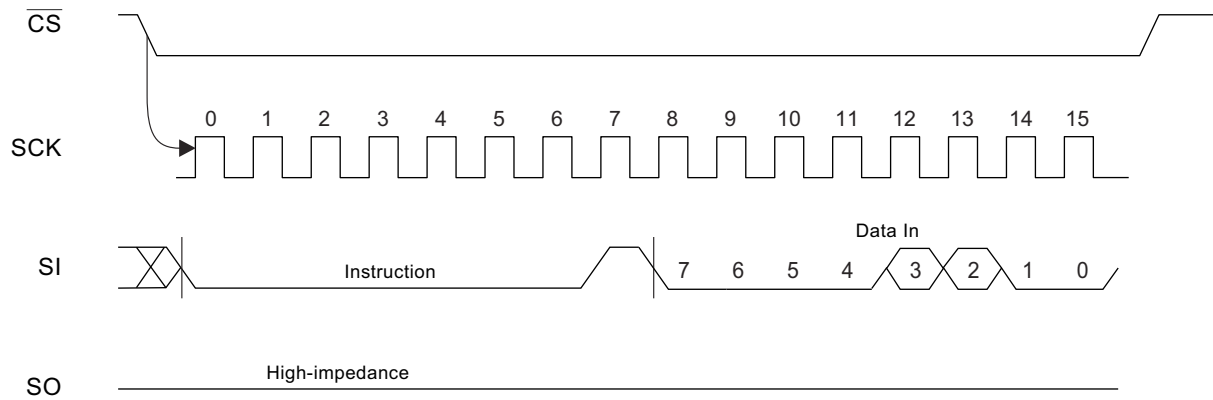 CS
0 1 2 3 4 5 6 7 8 9 10 11 12 13 14 15
SCK
Data In
SI
Instruction
7 6 5 4 3 2 1 0
High-impedance
SO